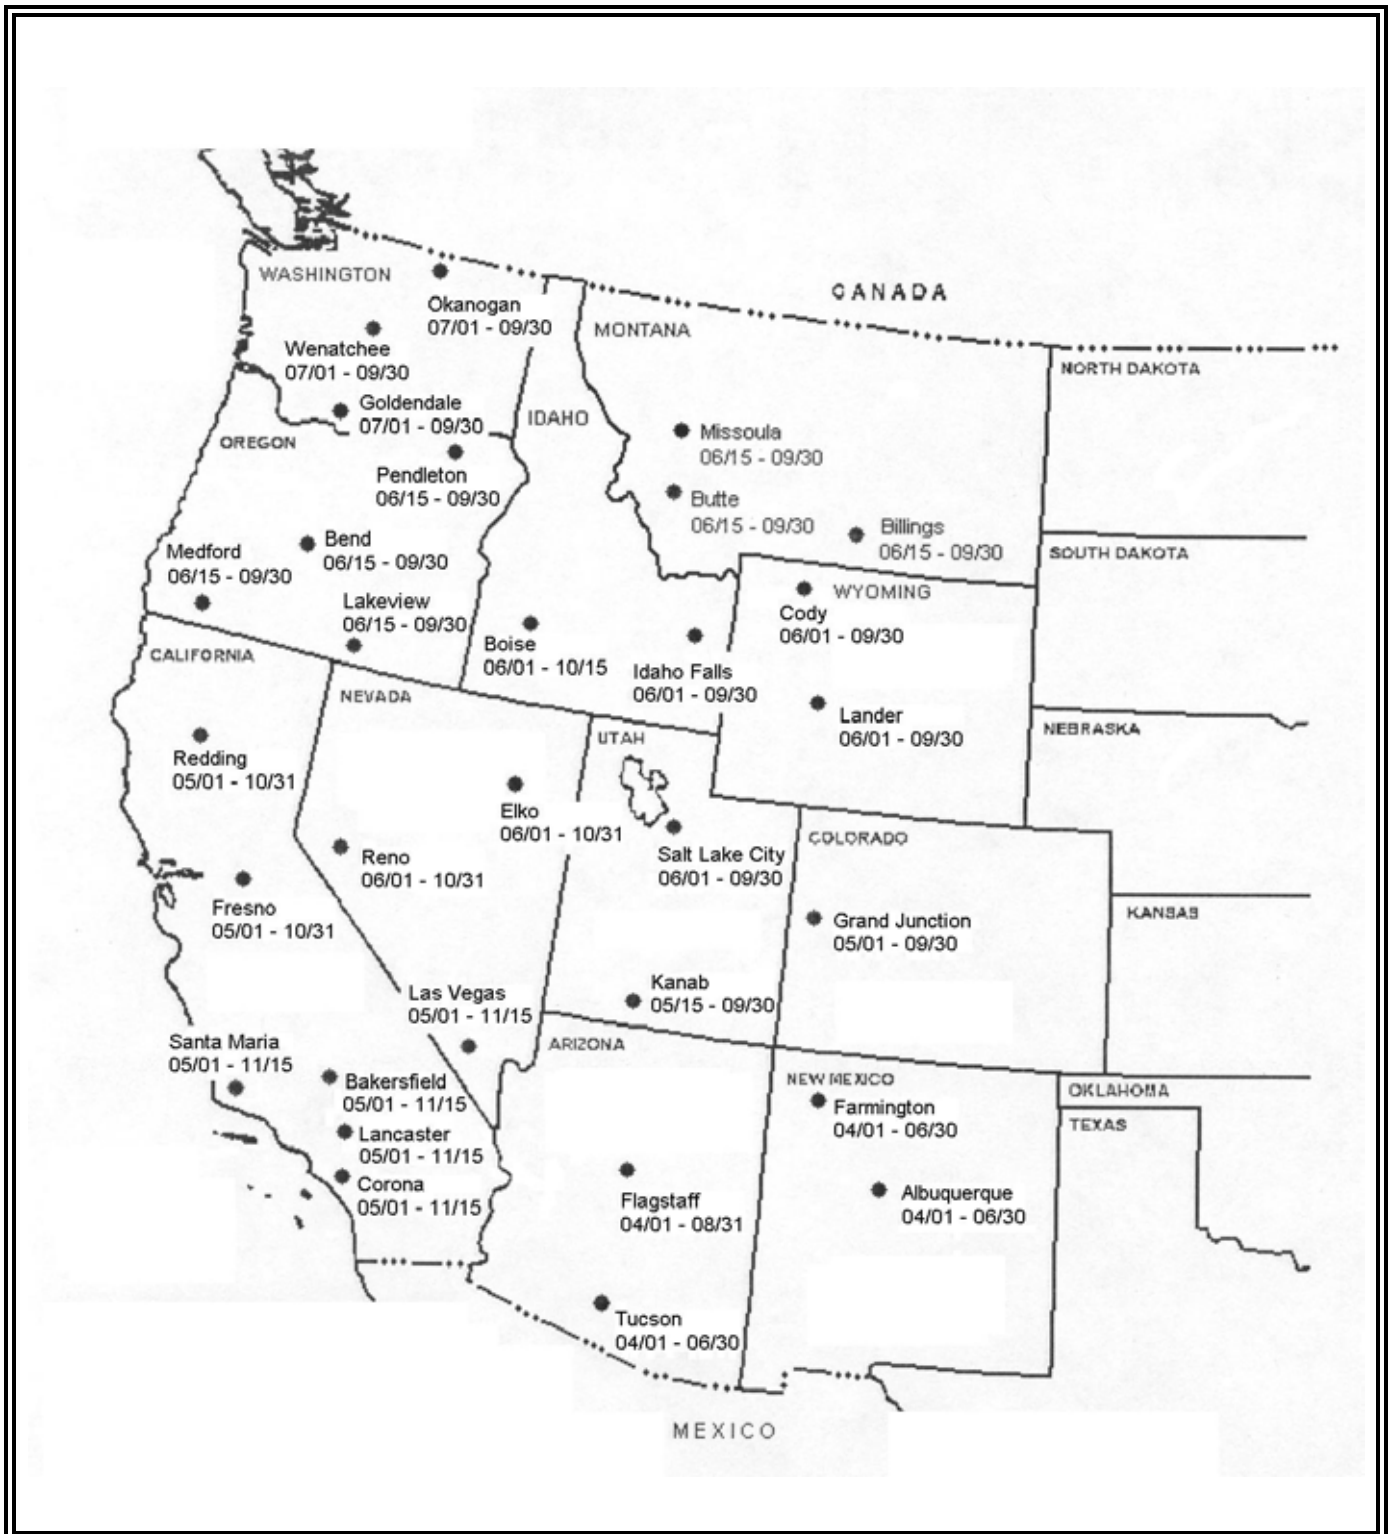 WASHINGTON
Okanogan
07/01 - 09/30
CANADA
MONTANA
Wenatchee
07/01 - 09/30
NORTH DAKOTA
Goldendale
07/01 - 09/30
IDAHO
OREGON
Missoula
06/15 - 09/30
Pendleton
06/15 - 09/30
Butte
06/15 - 09/30
Billings
06/15 - 09/30
Bend
06/15 - 09/30
Medford
06/15 - 09/30
SOUTH DAKOTA
WYOMING
Lakeview
06/15 - 09/30
Cody
06/01 - 09/30
Boise
06/01 - 10/15
CALIFORNIA
Idaho Falls
06/01 - 09/30
NEVADA
Lander
06/01 - 09/30
NEBRASKA
UTAH
Redding
05/01 - 10/31
Elko
06/01 - 10/31
COLORADO
Reno
06/01 - 10/31
Salt Lake City
06/01 - 09/30
Fresno
05/01 - 10/31
Grand Junction
05/01 - 09/30
KANSAS
Kanab
05/15 - 09/30
Las Vegas
05/01 - 11/15
Santa Maria
05/01 - 11/15
ARIZONA
Bakersfield
05/01 - 11/15
NEW MEXICO
OKLAHOMA
Farmington
04/01 - 06/30
TEXAS
Lancaster
05/01 - 11/15
Corona
05/01 - 11/15
Flagstaff
04/01 - 08/31
Albuquerque
04/01 - 06/30
Tucson
04/01 - 06/30
MEXICO